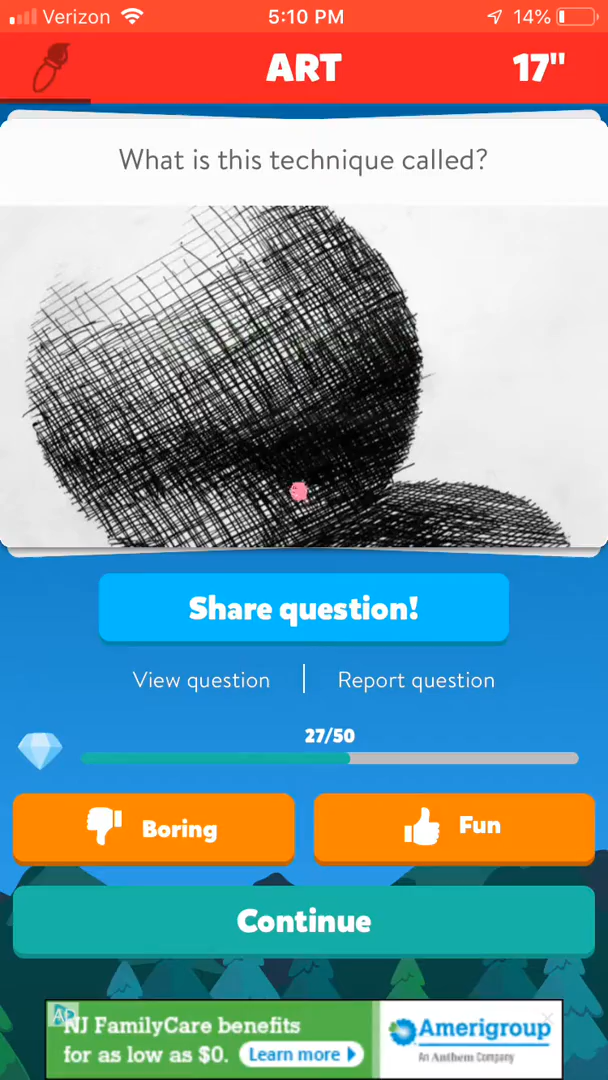 Verizon 5:10 PM 14%
ART 17"
What is this technique called?
Share question!
View question | Report question
27/50
Boring Fun
Continue
NJ FamilyCare benefits
for as low as $0. Learn more
Amerigroup
An Anthem Company